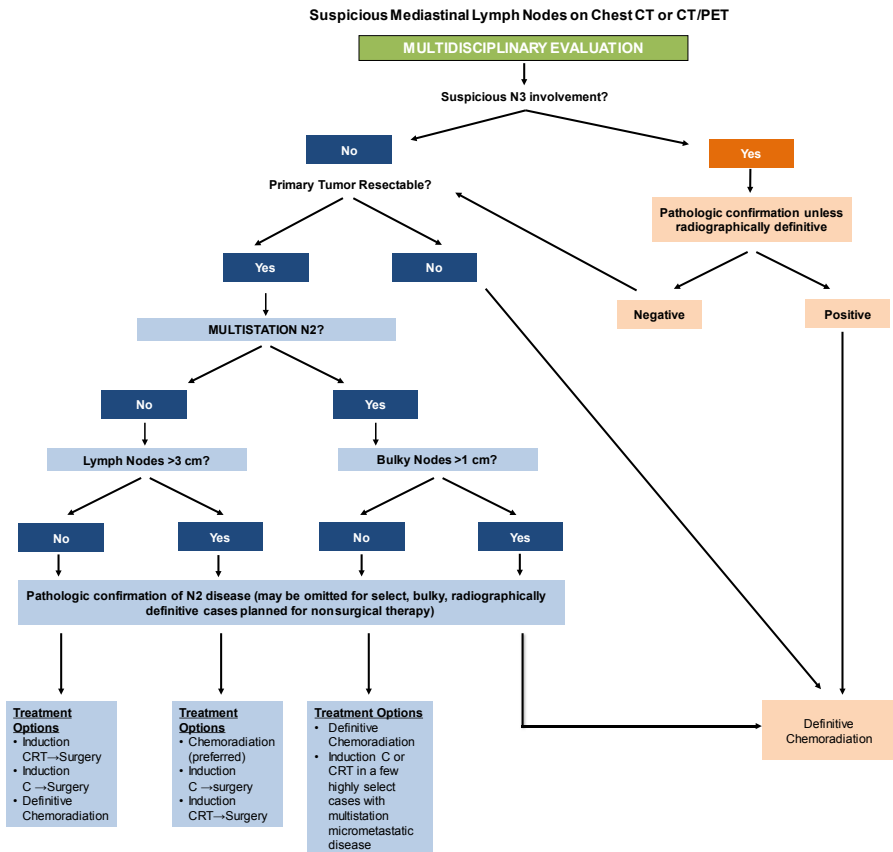 Suspicious Mediastinal Lymph Nodes on Chest CT or CT/PET
MULTIDISCIPLINARY EVALUATION
Suspicious N3 involvement?
No
Yes
Primary Tumor Resectable?
Pathologic confirmation unless
radiographically definitive
Yes
No
Negative
Positive
MULTISTATION N2?
No
Yes
Lymph Nodes >3 cm?
Bulky Nodes >1 cm?
No
Yes
No
Yes
Pathologic confirmation of N2 disease (may be omitted for select, bulky, radiographically
definitive cases planned for nonsurgical therapy)
Treatment
Options
• Induction
CRT→Surgery
• Induction
C →Surgery
• Definitive
Chemoradiation
Treatment
Options
• Chemoradiation
(preferred)
• Induction
C →surgery
• Induction
CRT→Surgery
Treatment Options
• Definitive
Chemoradiation
• Induction C or
CRT in a few
highly select
cases with
multistation
micrometastatic
disease
Definitive
Chemoradiation